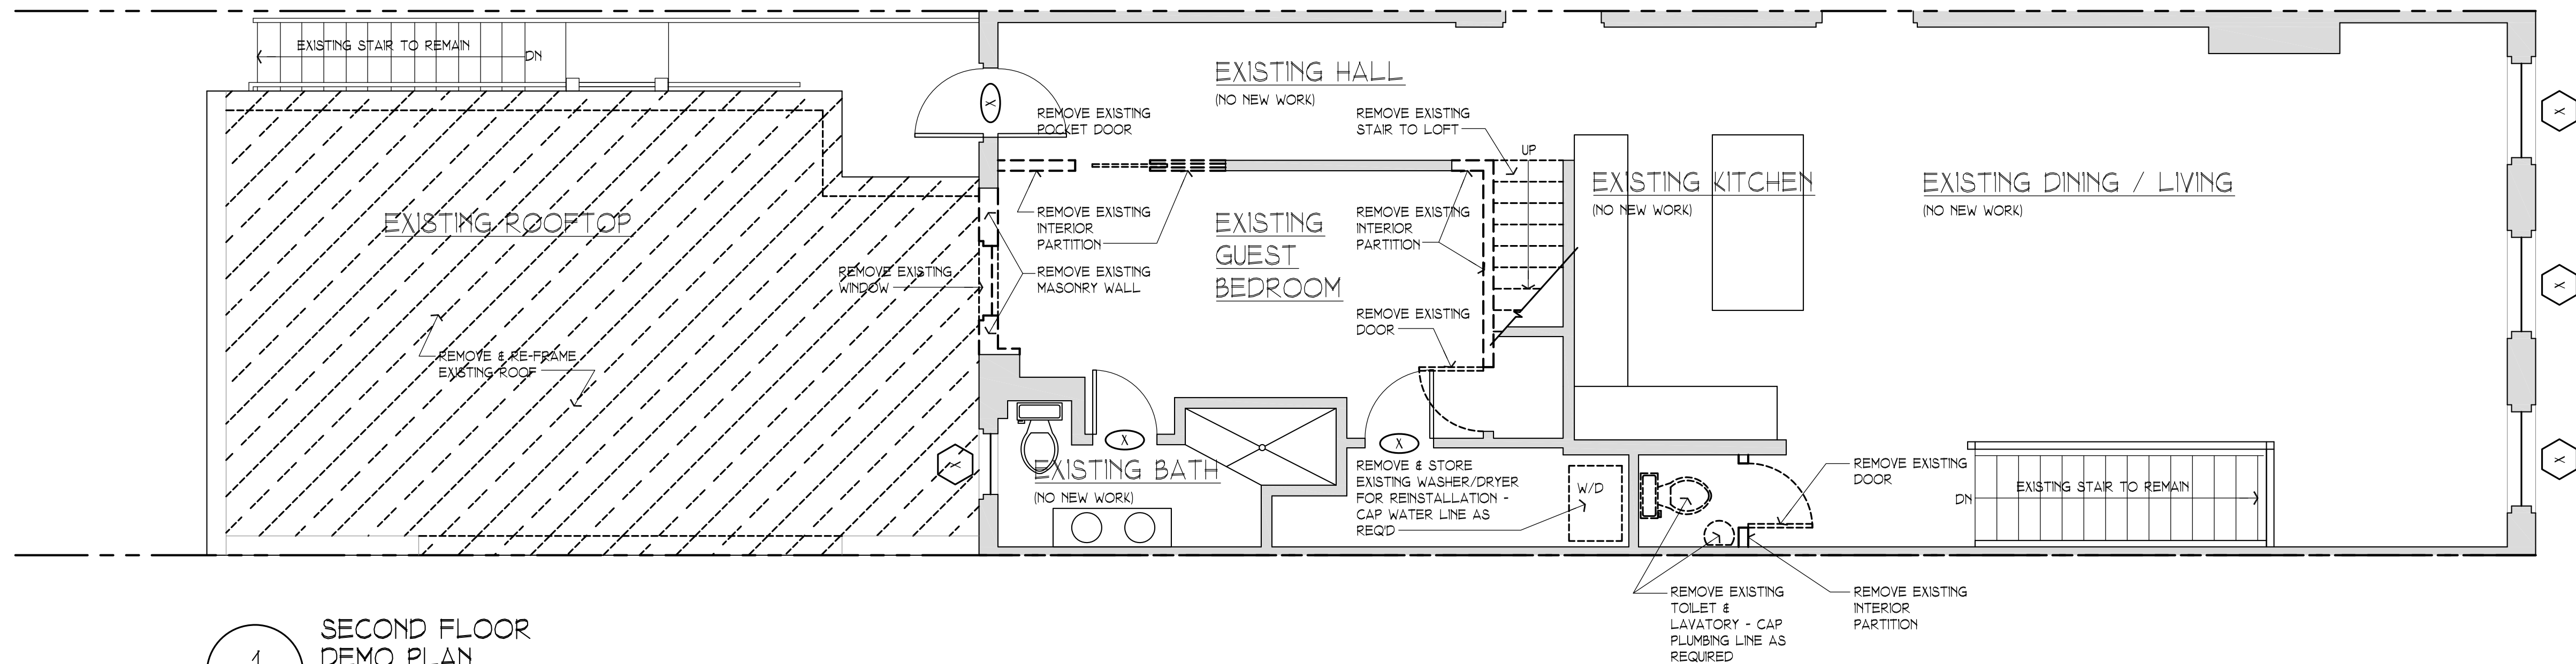 EXISTING STAIR TO REMAIN
DN
EXISTING HALL
(NO NEW WORK)
X
REMOVE EXISTING
POCKET DOOR
REMOVE EXISTING
STAIR TO LOFT
UP
X
EXISTING KITCHEN
(NO NEW WORK)
EXISTING DINING / LIVING
(NO NEW WORK)
EXISTING ROOFTOP
REMOVE EXISTING
INTERIOR
PARTITION
EXISTING
GUEST
BEDROOM
REMOVE EXISTING
INTERIOR
PARTITION
REMOVE EXISTING
WINDOW
REMOVE EXISTING
MASONRY WALL
X
REMOVE EXISTING
DOOR
REMOVE & RE-FRAME
EXISTING ROOF
X
X
X
EXISTING BATH
(NO NEW WORK)
REMOVE & STORE
EXISTING WASHER/DRYER
FOR REINSTALLATION -
CAP WATER LINE AS
REQ'D
W/D
REMOVE EXISTING
DOOR
DN
EXISTING STAIR TO REMAIN
X
REMOVE EXISTING
TOILET &
LAVATORY - CAP
PLUMBING LINE AS
REQUIRED
REMOVE EXISTING
INTERIOR
PARTITION
1
SECOND FLOOR
DEMO PLAN